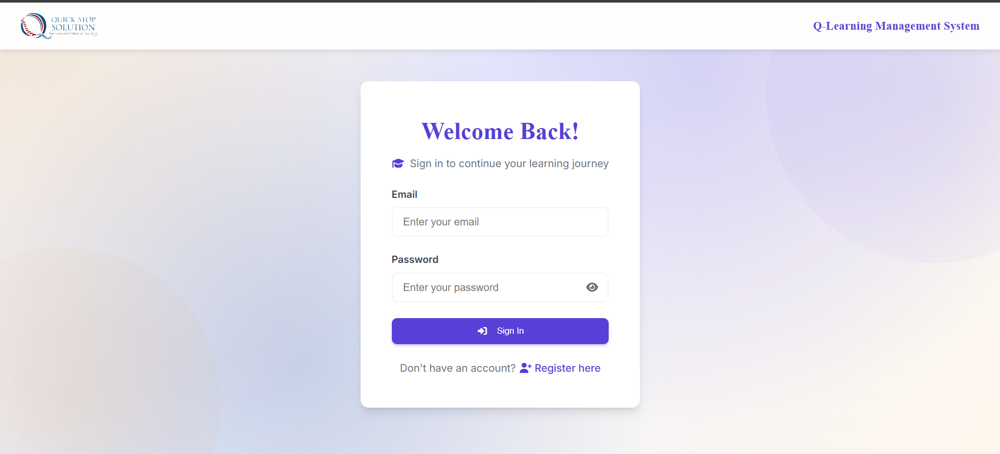 QUICK STOP
SOLUTION
Q-Learning Management System
Welcome Back!
Sign in to continue your learning journey
Email
Enter your email
Password
Enter your password
Sign In
Don't have an account? Register here